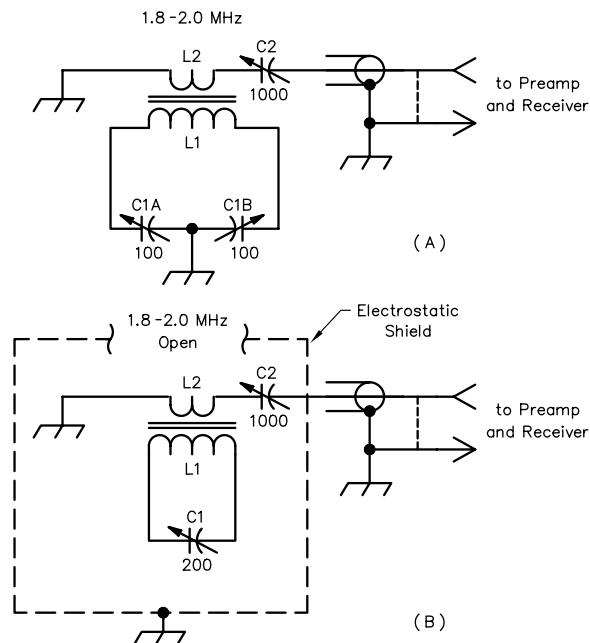 1.8-2.0 MHz
L2
C2
1000
to Preamp
and Receiver
L1
C1A
C1B
100
100
(A)
1.8-2.0 MHz
Open
Electrostatic
Shield
L2
C2
1000
to Preamp
and Receiver
L1
C1
200
(B)